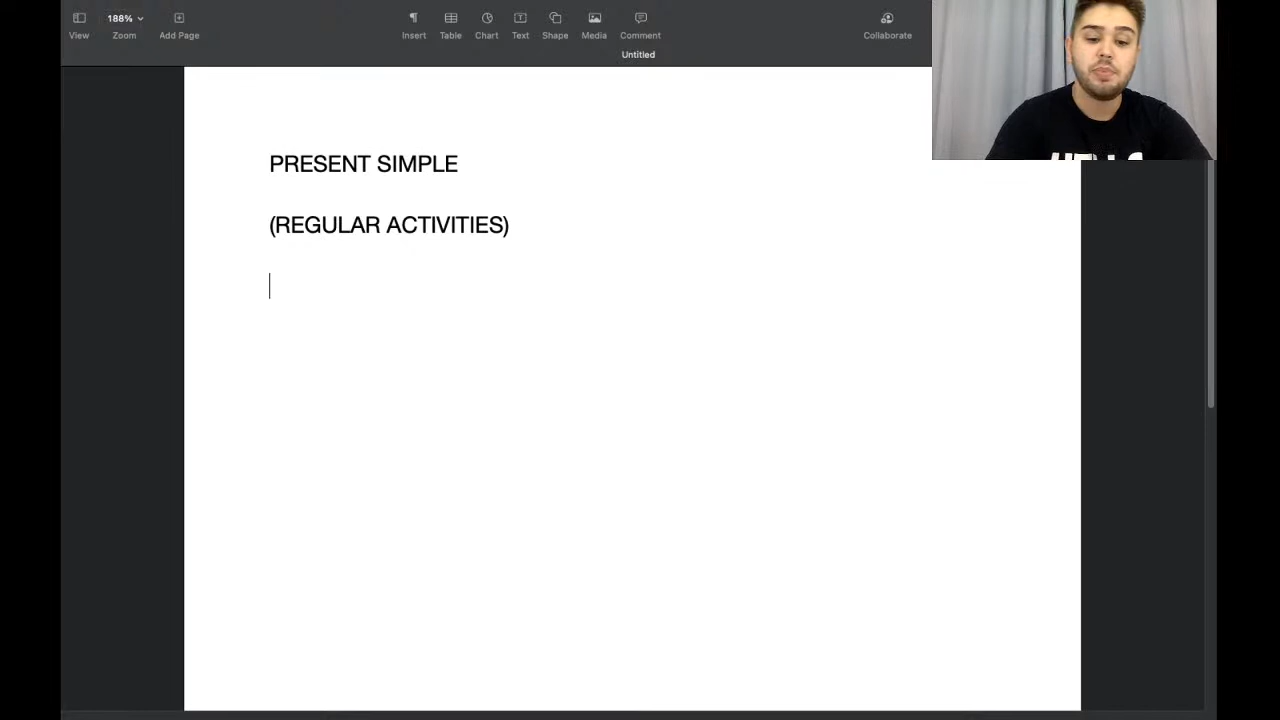 188%
View Zoom Add Page Insert Table Chart Text Shape Media Comment Collaborate
Untitled
PRESENT SIMPLE
(REGULAR ACTIVITIES)